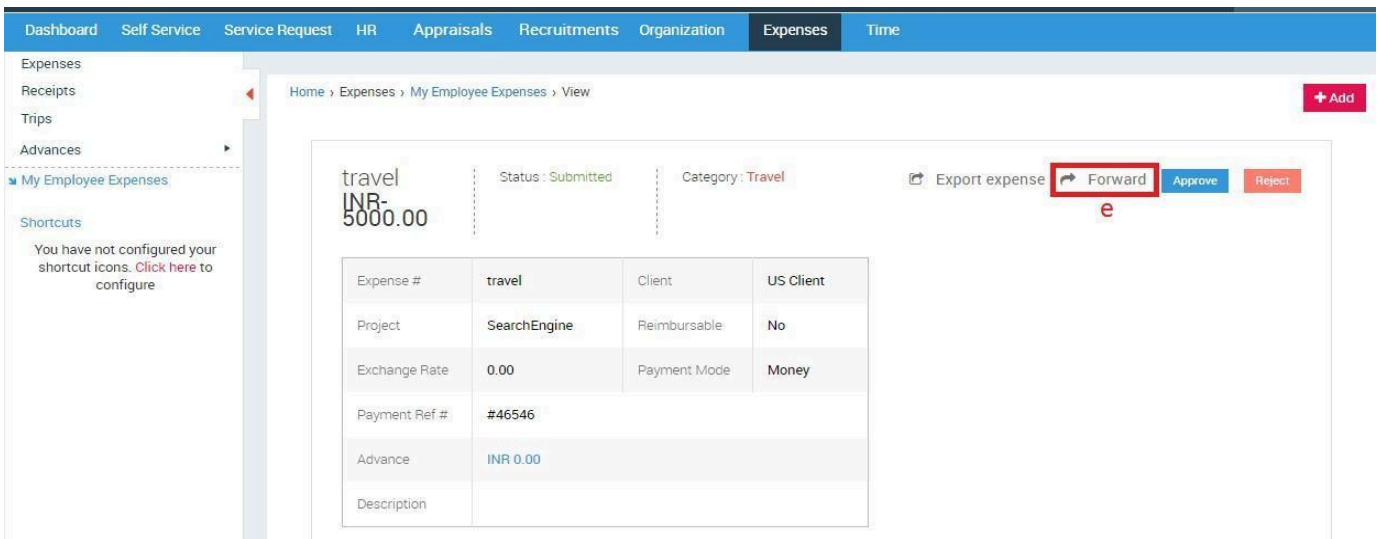 Dashboard Self Service Service Request HR Appraisals Recruitments Organization Expenses Time
Expenses
Receipts
Trips
Advances
My Employee Expenses
Shortcuts
You have not configured your
shortcut icons. Click here to
configure
Home › Expenses › My Employee Expenses › View
+ Add
travel
INR-
5000.00
Status : Submitted
Category : Travel
Export expense Forward Approve Reject
e
Expense # travel Client US Client
Project SearchEngine Reimbursable No
Exchange Rate 0.00 Payment Mode Money
Payment Ref # #46546
Advance INR 0.00
Description